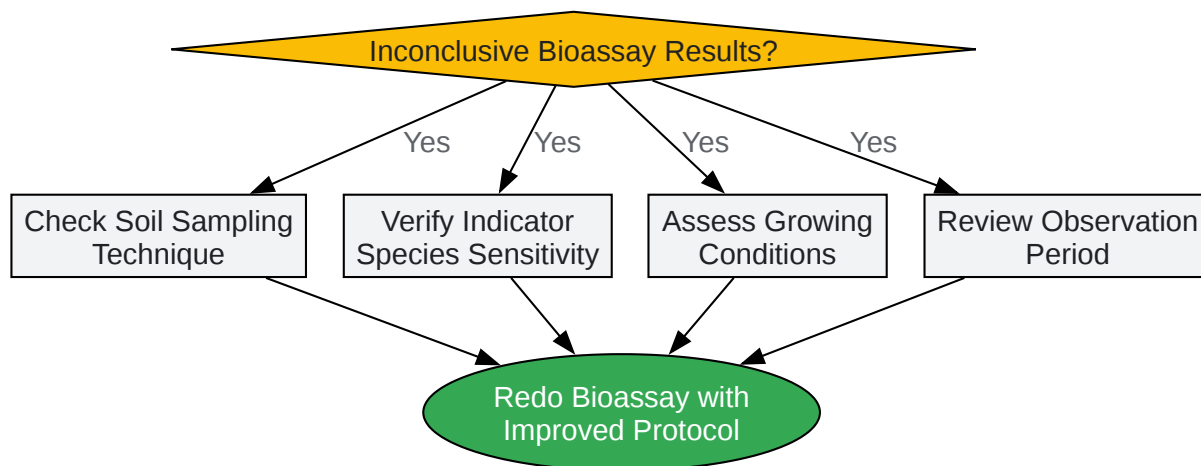 Inconclusive Bioassay Results?
Yes
Yes
Yes
Yes
Check Soil Sampling
Technique
Verify Indicator
Species Sensitivity
Assess Growing
Conditions
Review Observation
Period
Redo Bioassay with
Improved Protocol